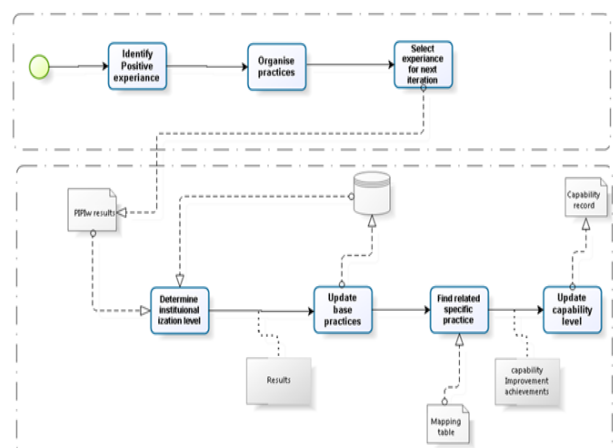 Identify
Positive
experiance
Organise
practices
Select
experiance
for next
iteration
PIPIw results
Capability
record
Determine
instituional
ization level
Update
base
practices
Find related
specific
practice
Update
capability
level
Results
capability
Improvement
achievements
Mapping
table